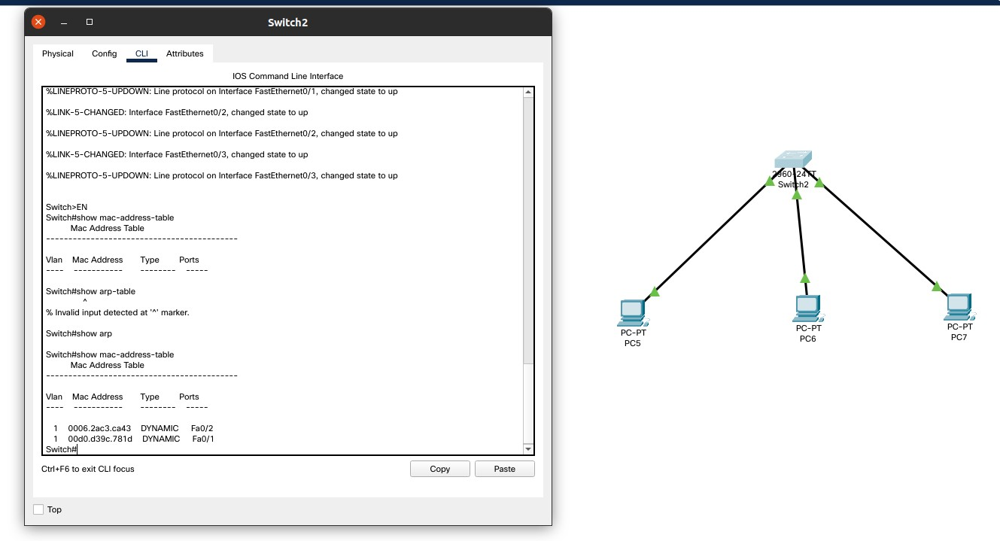 Switch2
Physical Config CLI Attributes
IOS Command Line Interface
%LINEPROTO-5-UPDOWN: Line protocol on Interface FastEthernet0/1, changed state to up
%LINK-5-CHANGED: Interface FastEthernet0/2, changed state to up
%LINEPROTO-5-UPDOWN: Line protocol on Interface FastEthernet0/2, changed state to up
%LINK-5-CHANGED: Interface FastEthernet0/3, changed state to up
%LINEPROTO-5-UPDOWN: Line protocol on Interface FastEthernet0/3, changed state to up
Switch>EN
Switch#show mac-address-table
Mac Address Table
-------------------------------------------
Vlan Mac Address Type Ports
---- ----------- -------- -----
Switch#show arp-table
^
% Invalid input detected at '^' marker.
Switch#show arp
Switch#show mac-address-table
Mac Address Table
-------------------------------------------
Vlan Mac Address Type Ports
---- ----------- -------- -----
1 0006.2ac3.ca43 DYNAMIC Fa0/2
1 00d0.d39c.781d DYNAMIC Fa0/1
Switch#
Ctrl+F6 to exit CLI focus
Copy Paste
Top
2960-24TT
Switch2
PC-PT
PC5
PC-PT
PC6
PC-PT
PC7